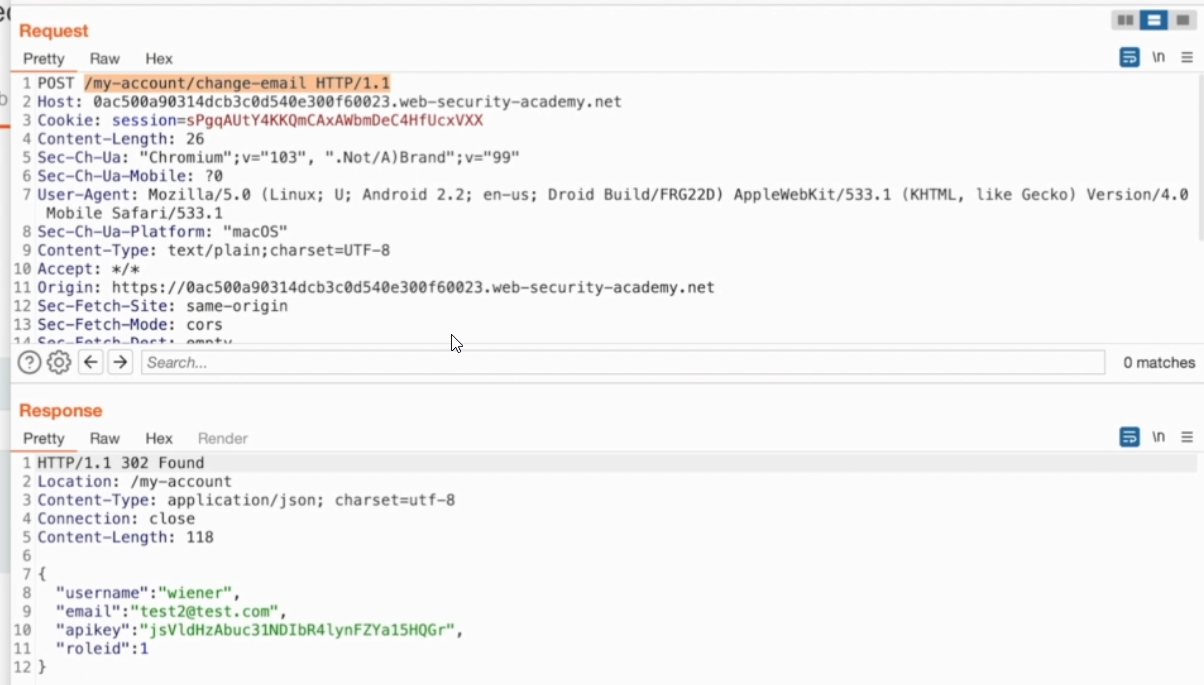 Request
Pretty Raw Hex
\n
1 POST /my-account/change-email HTTP/1.1
2 Host: 0ac500a90314dcb3c0d540e300f60023.web-security-academy.net
3 Cookie: session=sPgqAUtY4KKQmCAxAWbmDeC4HfUcxVXX
4 Content-Length: 26
5 Sec-Ch-Ua: "Chromium";v="103", ".Not/A)Brand";v="99"
6 Sec-Ch-Ua-Mobile: ?0
7 User-Agent: Mozilla/5.0 (Linux; U; Android 2.2; en-us; Droid Build/FRG22D) AppleWebKit/533.1 (KHTML, like Gecko) Version/4.0
Mobile Safari/533.1
8 Sec-Ch-Ua-Platform: "macOS"
9 Content-Type: text/plain;charset=UTF-8
10 Accept: */*
11 Origin: https://0ac500a90314dcb3c0d540e300f60023.web-security-academy.net
12 Sec-Fetch-Site: same-origin
13 Sec-Fetch-Mode: cors
14 Sec-Fetch-Dest: empty
Search... 0 matches
Response
Pretty Raw Hex Render
\n
1 HTTP/1.1 302 Found
2 Location: /my-account
3 Content-Type: application/json; charset=utf-8
4 Connection: close
5 Content-Length: 118
6
7 {
8 "username":"wiener",
9 "email":"test2@test.com",
10 "apikey":"jsVldHzAbuc31NDIbR4lynFZYa15HQGr",
11 "roleid":1
12 }